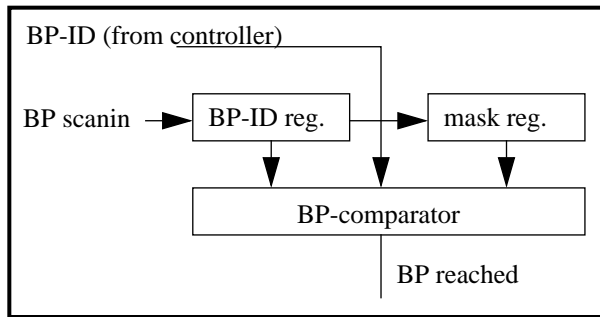 BP-ID (from controller)
BP scanin
BP-ID reg.
mask reg.
BP-comparator
BP reached